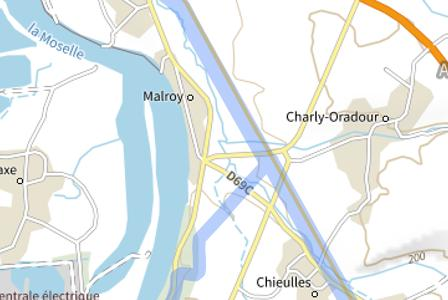 la Moselle
Malroy
Charly-Oradour
A
axe
D69C
200
Chieulles
entrale électrique